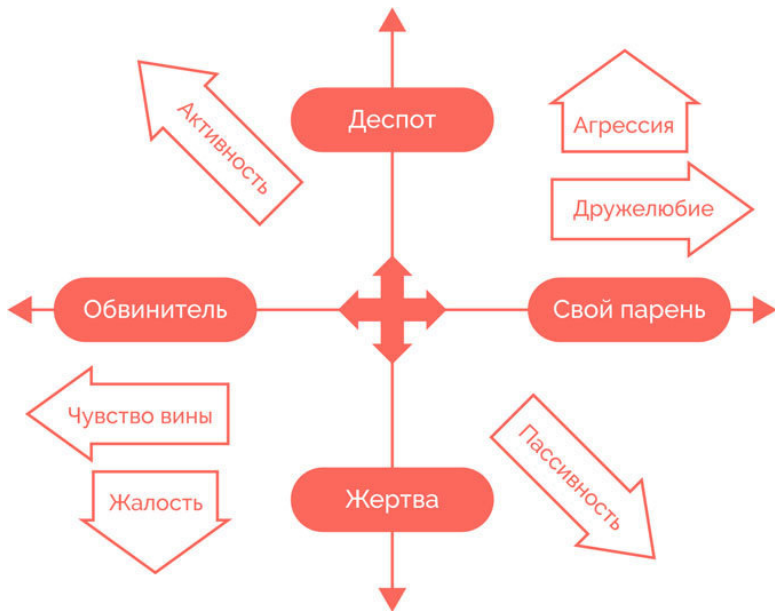 Активность
Деспот
Агрессия
Дружелюбие
Обвинитель
Свой парень
Чувство вины
Жалость
Жертва
Пассивность